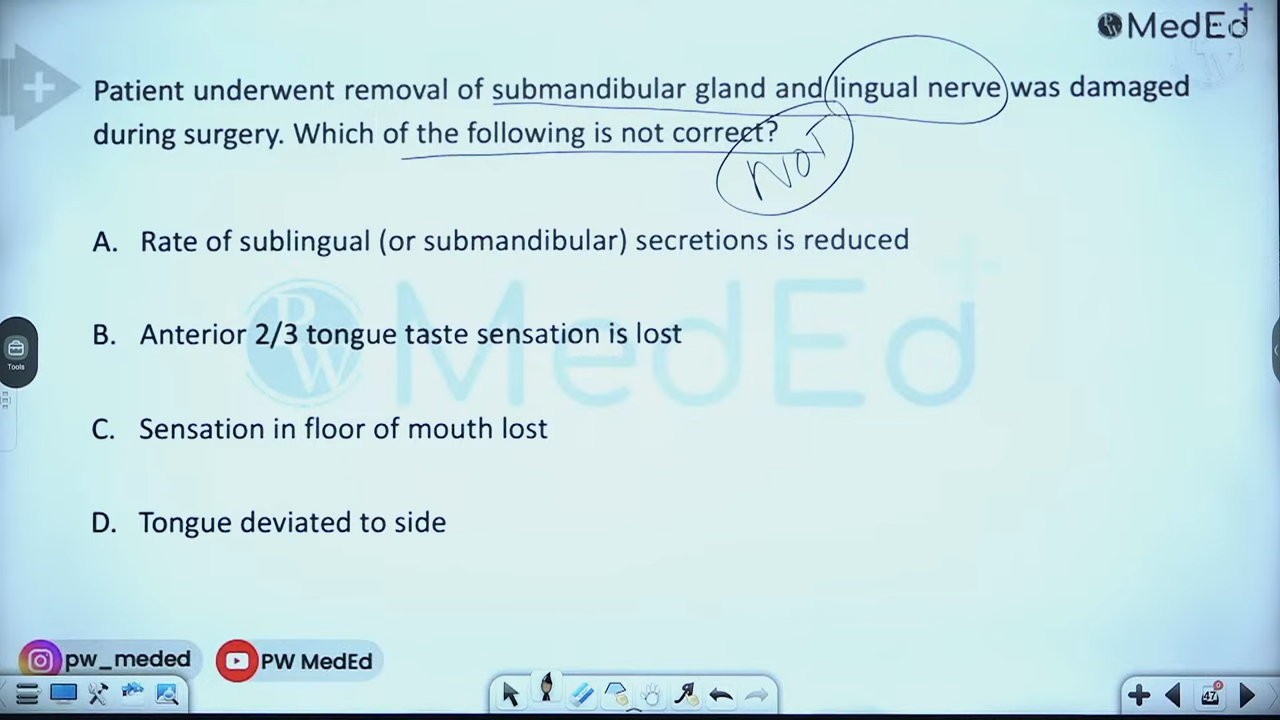 MedEd
Patient underwent removal of submandibular gland and lingual nerve was damaged
during surgery. Which of the following is not correct?
NOT
A. Rate of sublingual (or submandibular) secretions is reduced
B. Anterior 2/3 tongue taste sensation is lost
C. Sensation in floor of mouth lost
D. Tongue deviated to side
PW MedEd
Tools
pw_meded
PW MedEd
47